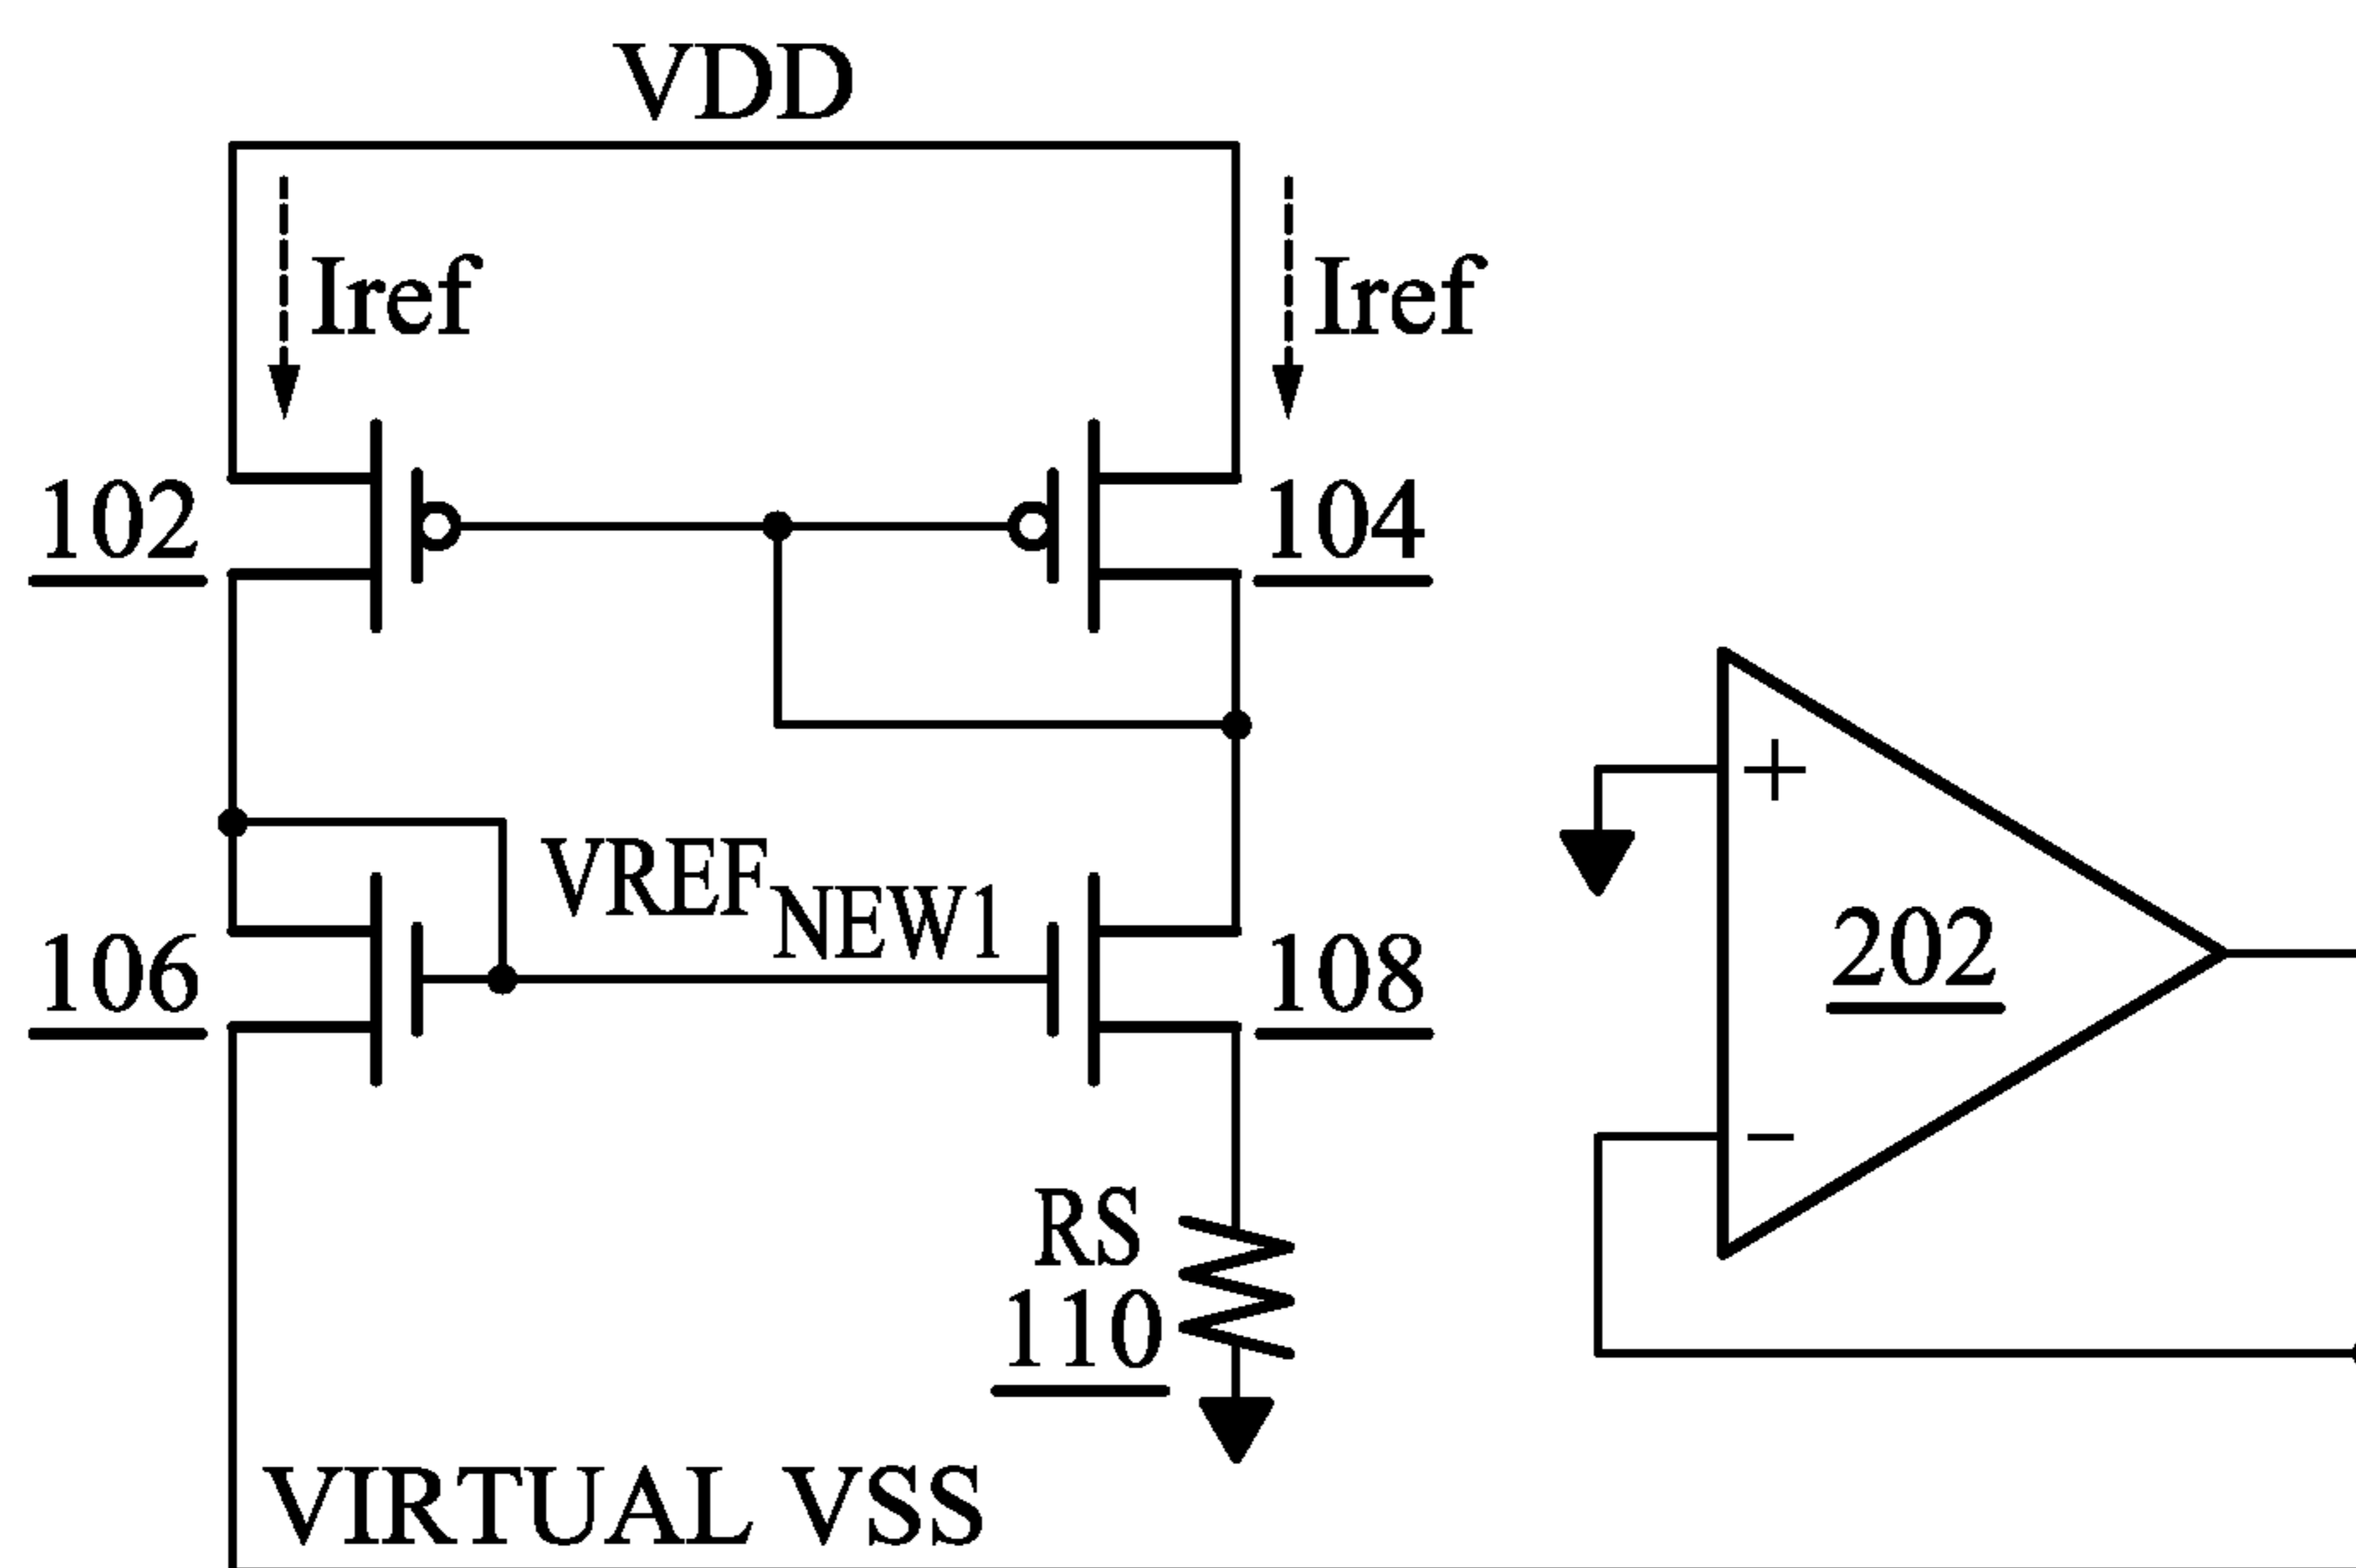 VDD
Iref
Iref
102
104
VREFNEW1
106
108
+
202
−
RS
110
VIRTUAL VSS